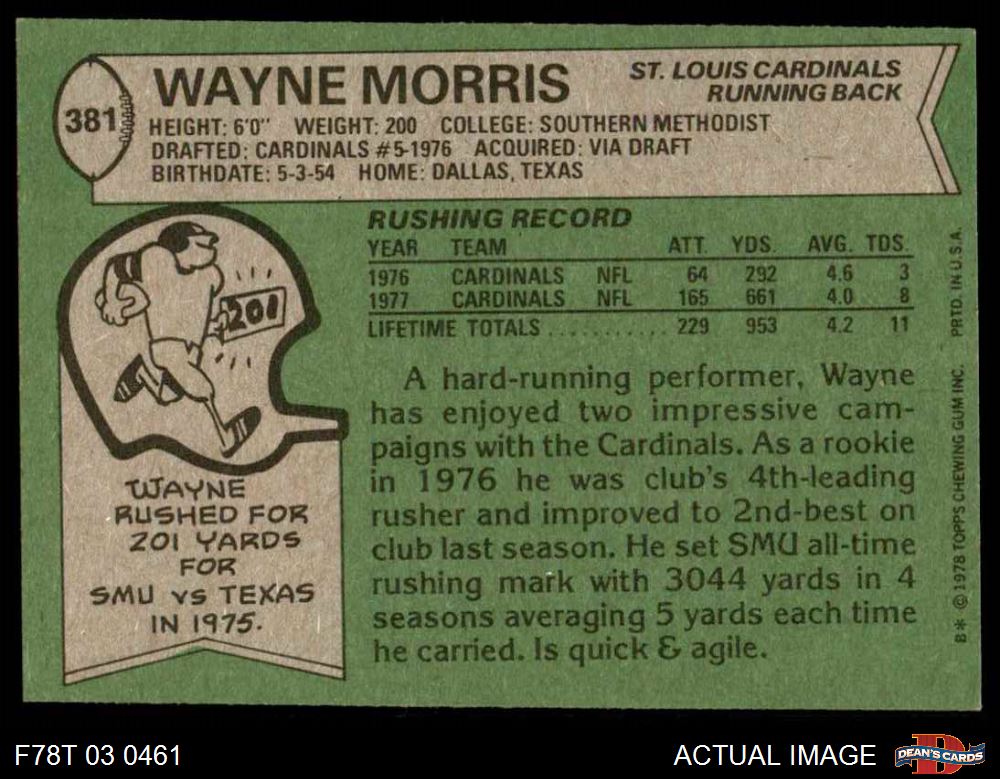 381
WAYNE MORRIS
ST. LOUIS CARDINALS
RUNNING BACK
HEIGHT: 6'0" WEIGHT: 200 COLLEGE: SOUTHERN METHODIST
DRAFTED: CARDINALS #5-1976 ACQUIRED: VIA DRAFT
BIRTHDATE: 5-3-54 HOME: DALLAS, TEXAS
201
WAYNE
RUSHED FOR
201 YARDS
FOR
SMU vs TEXAS
IN 1975.
RUSHING RECORD
YEAR TEAM ATT. YDS. AVG. TDS.
1976 CARDINALS NFL 64 292 4.6 3
1977 CARDINALS NFL 165 661 4.0 8
LIFETIME TOTALS ............ 229 953 4.2 11
A hard-running performer, Wayne
has enjoyed two impressive cam-
paigns with the Cardinals. As a rookie
in 1976 he was club's 4th-leading
rusher and improved to 2nd-best on
club last season. He set SMU all-time
rushing mark with 3044 yards in 4
seasons averaging 5 yards each time
he carried. Is quick & agile.
B* © 1978 TOPPS CHEWING GUM INC. PRTD. IN U.S.A.
F78T 03 0461
ACTUAL IMAGE
D
DEAN'S CARDS